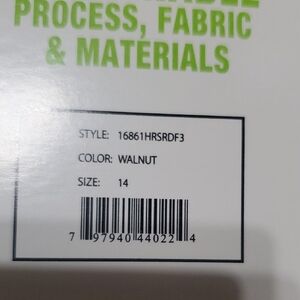 PROCESS, FABRIC
& MATERIALS
STYLE: 16861HRSRDF3
COLOR: WALNUT
SIZE: 14
7 97940 44022 4